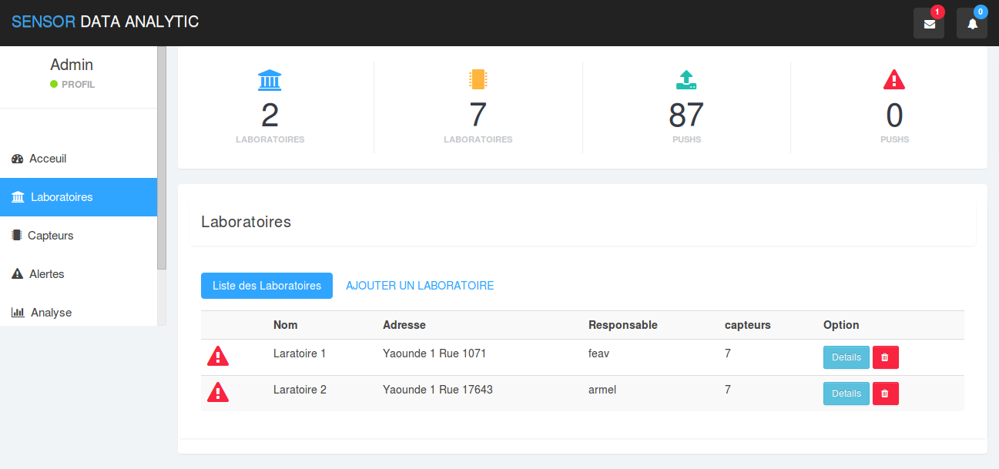 SENSOR DATA ANALYTIC
1
0
Admin
PROFIL
Acceuil
Laboratoires
Capteurs
Alertes
Analyse
2
LABORATOIRES
7
LABORATOIRES
87
PUSHS
0
PUSHS
Laboratoires
Liste des Laboratoires AJOUTER UN LABORATOIRE
Nom Adresse Responsable capteurs Option
Laratoire 1 Yaounde 1 Rue 1071 feav 7 Details
Laratoire 2 Yaounde 1 Rue 17643 armel 7 Details